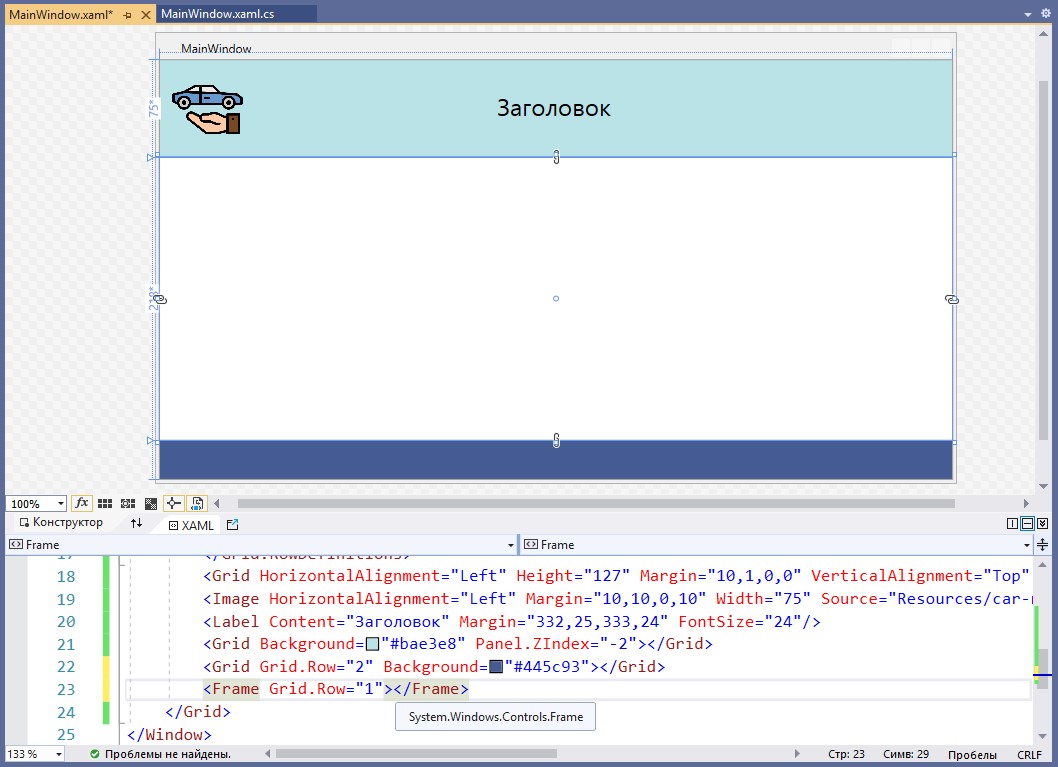 MainWindow.xaml*
MainWindow.xaml.cs
MainWindow
75*
Заголовок
218*
100%
fx
Конструктор
XAML
Frame
Frame
17 </Grid.RowDefinitions>
18 <Grid HorizontalAlignment="Left" Height="127" Margin="10,1,0,0" VerticalAlignment="Top"
19 <Image HorizontalAlignment="Left" Margin="10,10,0,10" Width="75" Source="Resources/car-
20 <Label Content="Заголовок" Margin="332,25,333,24" FontSize="24"/>
21 <Grid Background="#bae3e8" Panel.ZIndex="-2"></Grid>
22 <Grid Grid.Row="2" Background="#445c93"></Grid>
23 <Frame Grid.Row="1"></Frame>
24 </Grid>
System.Windows.Controls.Frame
25 </Window>
133 %
Проблемы не найдены.
Стр: 23
Симв: 29
Пробелы
CRLF